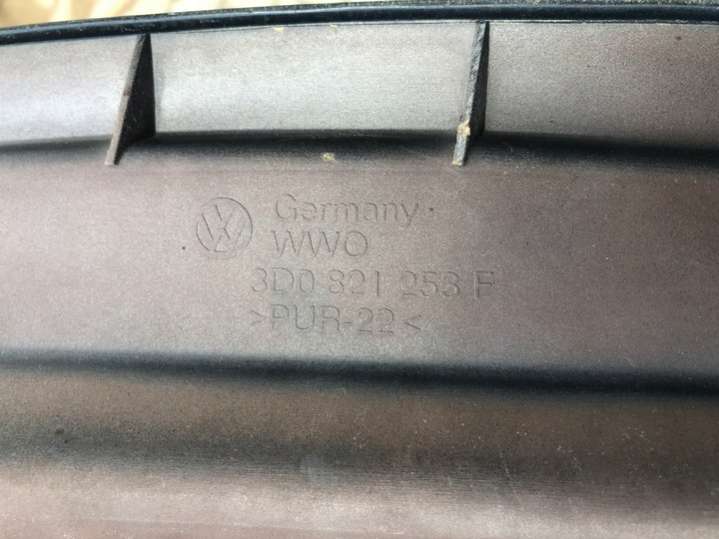 Germany
WWO
3D0 821 253 F
>PUR-22<